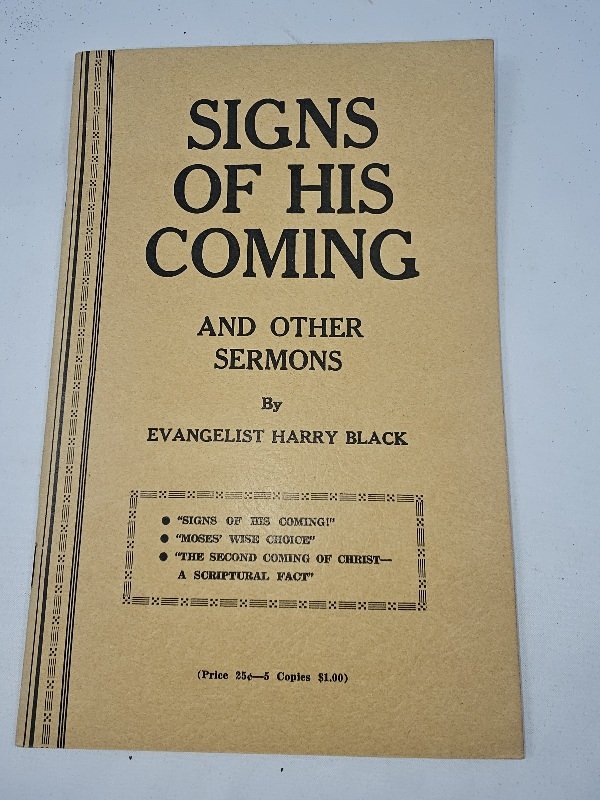 SIGNS
OF HIS
COMING
AND OTHER
SERMONS
By
EVANGELIST HARRY BLACK
● "SIGNS OF HIS COMING!"
● "MOSES' WISE CHOICE"
● "THE SECOND COMING OF CHRIST—
A SCRIPTURAL FACT"
(Price 25¢—5 Copies $1.00)